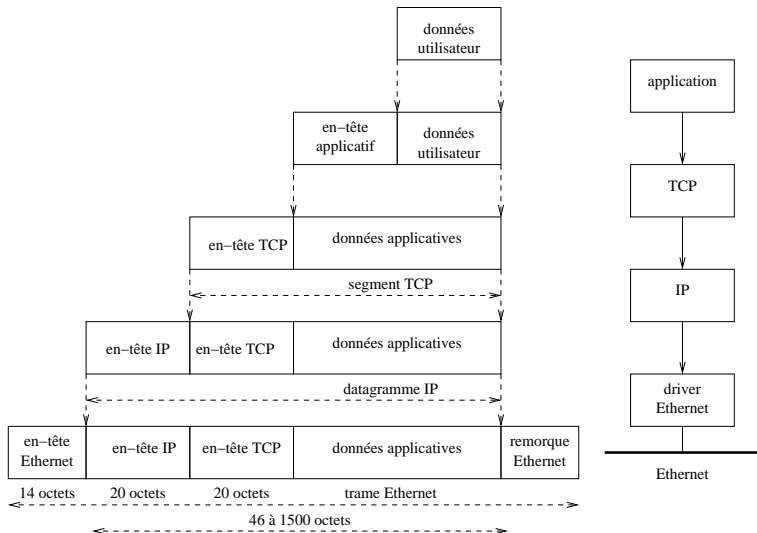 données
utilisateur
application
en−tête
applicatif
données
utilisateur
TCP
en−tête TCP
données applicatives
segment TCP
IP
en−tête IP
en−tête TCP
données applicatives
datagramme IP
driver
Ethernet
en−tête
Ethernet
en−tête IP
en−tête TCP
données applicatives
remorque
Ethernet
Ethernet
14 octets
20 octets
20 octets
trame Ethernet
46 à 1500 octets